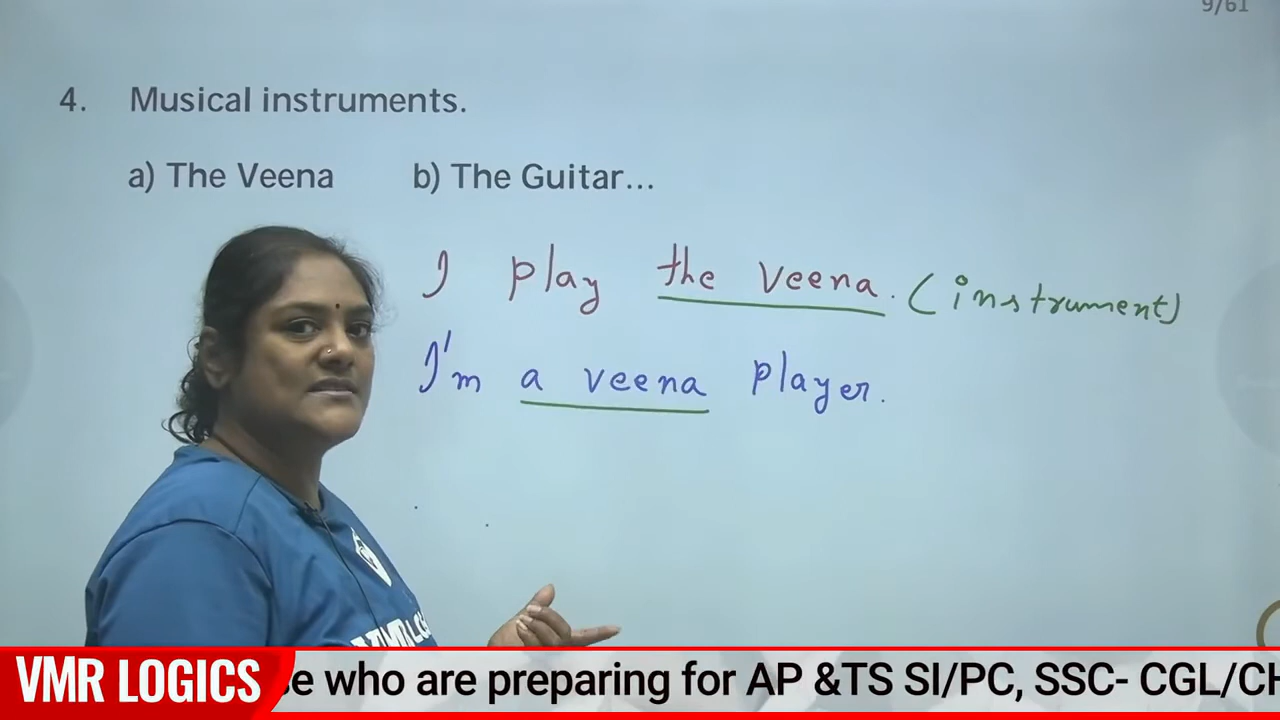 9/61
4. Musical instruments.
a) The Veena b) The Guitar...
I play the veena. (instrument)
I'm a veena player.
VMR LOGICS
who are preparing for AP &TS SI/PC, SSC- CGL/CH